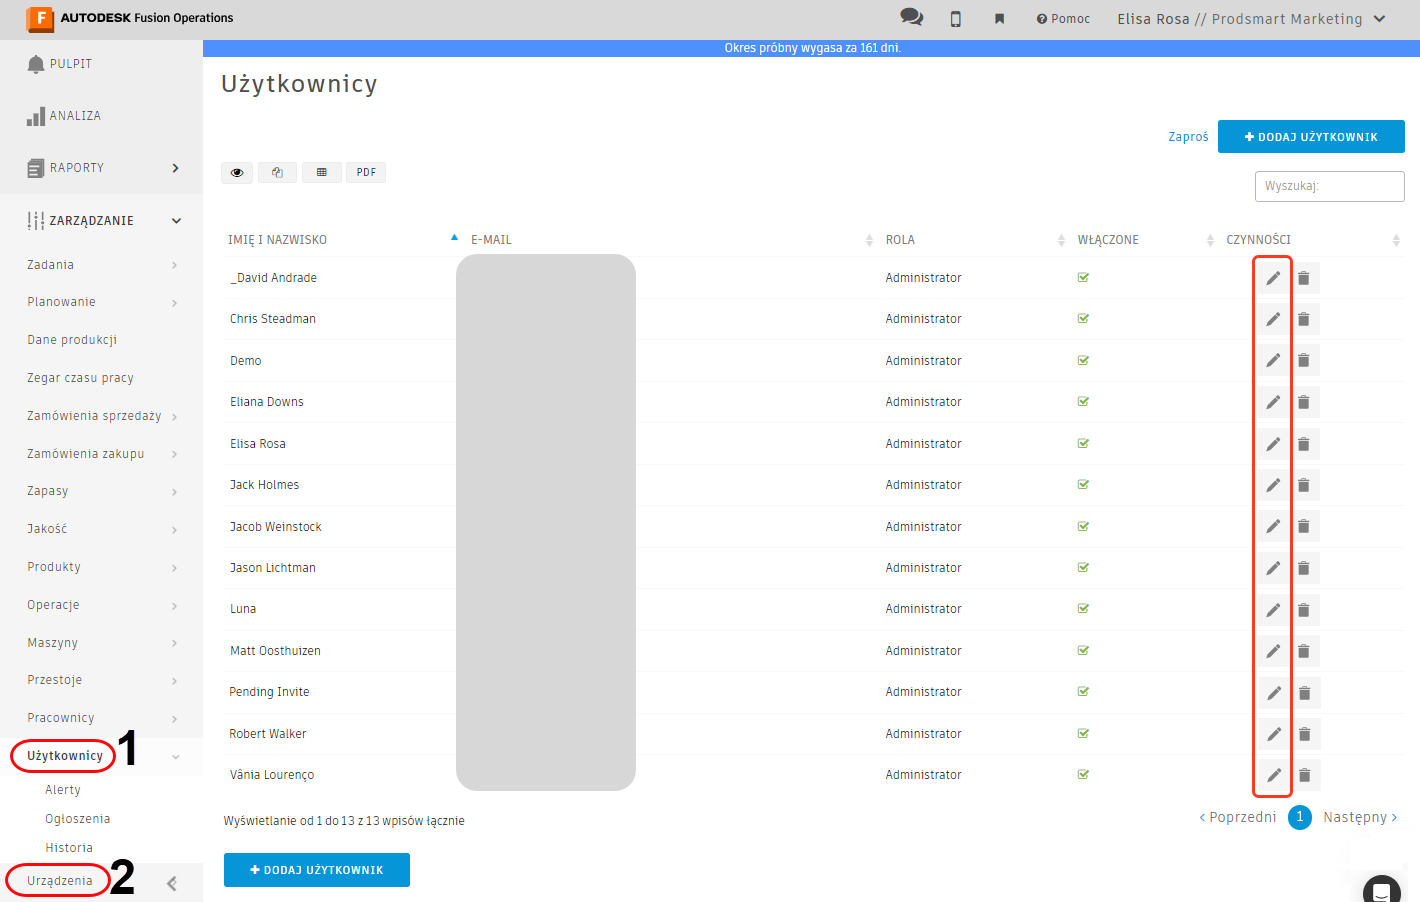 AUTODESK Fusion Operations
Pomoc
Elisa Rosa // Prodsmart Marketing
Okres próbny wygasa za 161 dni.
PULPIT
ANALIZA
RAPORTY
ZARZĄDZANIE
Zadania
Planowanie
Dane produkcji
Zegar czasu pracy
Zamówienia sprzedaży
Zamówienia zakupu
Zapasy
Jakość
Produkty
Operacje
Maszyny
Przestoje
Pracownicy
Użytkownicy 1
Alerty
Ogłoszenia
Historia
Urządzenia 2
Użytkownicy
Zaproś
+ DODAJ UŻYTKOWNIK
PDF
Wyszukaj:
IMIĘ I NAZWISKO E-MAIL ROLA WŁĄCZONE CZYNNOŚCI
_David Andrade Administrator
Chris Steadman Administrator
Demo Administrator
Eliana Downs Administrator
Elisa Rosa Administrator
Jack Holmes Administrator
Jacob Weinstock Administrator
Jason Lichtman Administrator
Luna Administrator
Matt Oosthuizen Administrator
Pending Invite Administrator
Robert Walker Administrator
Vânia Lourenço Administrator
Wyświetlanie od 1 do 13 z 13 wpisów łącznie
‹ Poprzedni 1 Następny ›
+ DODAJ UŻYTKOWNIK